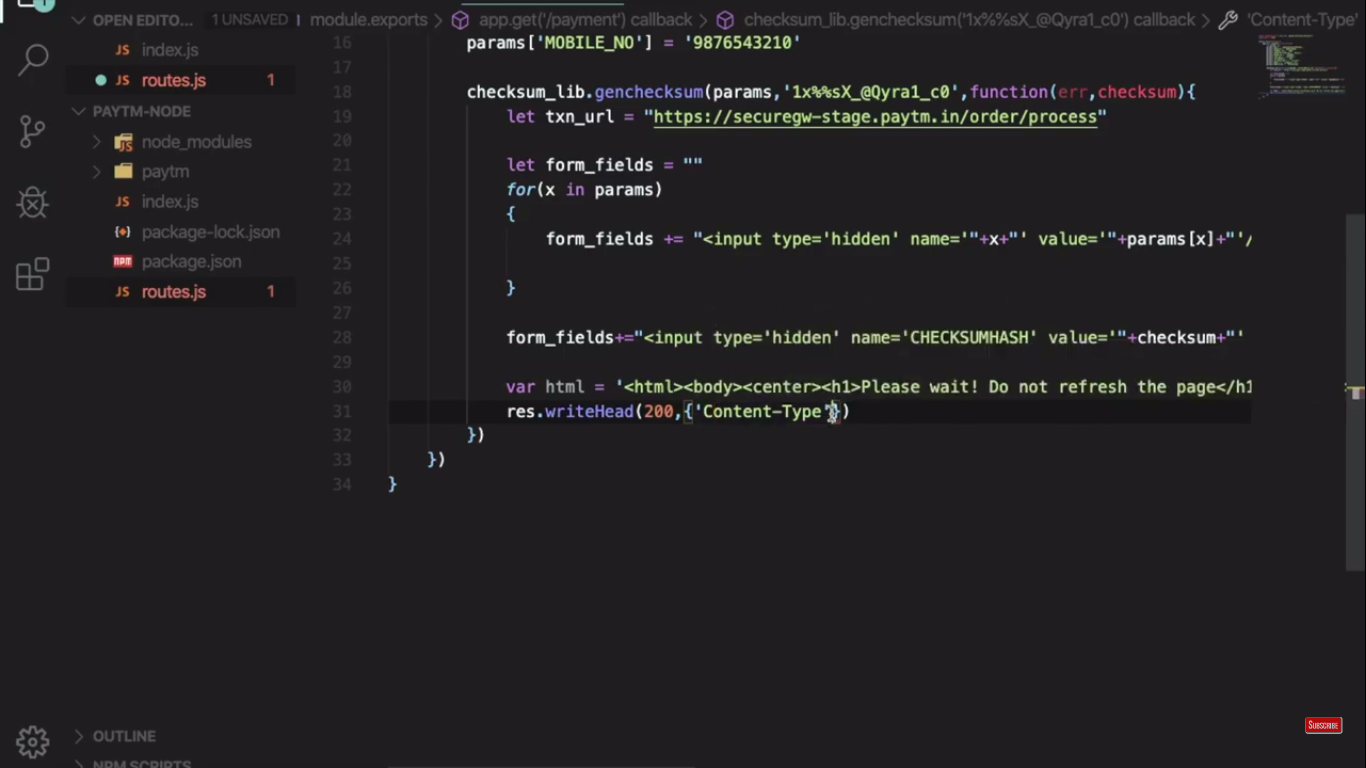 OPEN EDITO... 1 UNSAVED
module.exports > app.get('/payment') callback > checksum_lib.genchecksum('1x%%sX_@Qyra1_c0') callback > 'Content-Type'
JS index.js
JS routes.js 1
PAYTM-NODE
node_modules
paytm
JS index.js
package-lock.json
npm package.json
JS routes.js 1
16 params['MOBILE_NO'] = '9876543210'
17
18 checksum_lib.genchecksum(params,'1x%%sX_@Qyra1_c0',function(err,checksum){
19 let txn_url = "https://securegw-stage.paytm.in/order/process"
20
21 let form_fields = ""
22 for(x in params)
23 {
24 form_fields += "<input type='hidden' name='"+x+"' value='"+params[x]+"'/
25
26 }
27
28 form_fields+="<input type='hidden' name='CHECKSUMHASH' value='"+checksum+"'
29
30 var html = '<html><body><center><h1>Please wait! Do not refresh the page</h1
31 res.writeHead(200,{'Content-Type'})
32 })
33 })
34 }
OUTLINE
NPM SCRIPTS
SUBSCRIBE
1